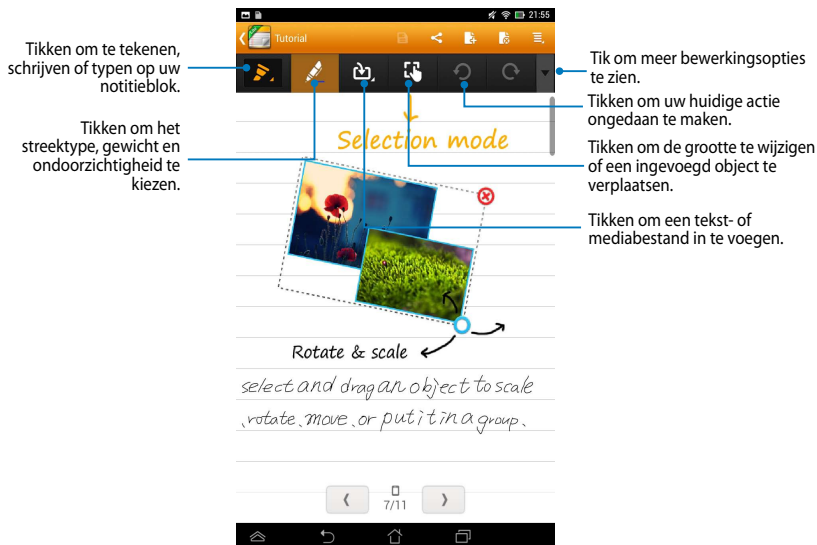 21:55
Tutorial
Tikken om te tekenen,
schrijven of typen op uw
notitieblok.
Tikken om het
streektype, gewicht en
ondoorzichtigheid te
kiezen.
Tik om meer bewerkingsopties
te zien.
Tikken om uw huidige actie
ongedaan te maken.
Tikken om de grootte te wijzigen
of een ingevoegd object te
verplaatsen.
Tikken om een tekst- of
mediabestand in te voegen.
Selection mode
Rotate & scale
select and drag an object to scale
,rotate, move, or put it in a group.
7/11